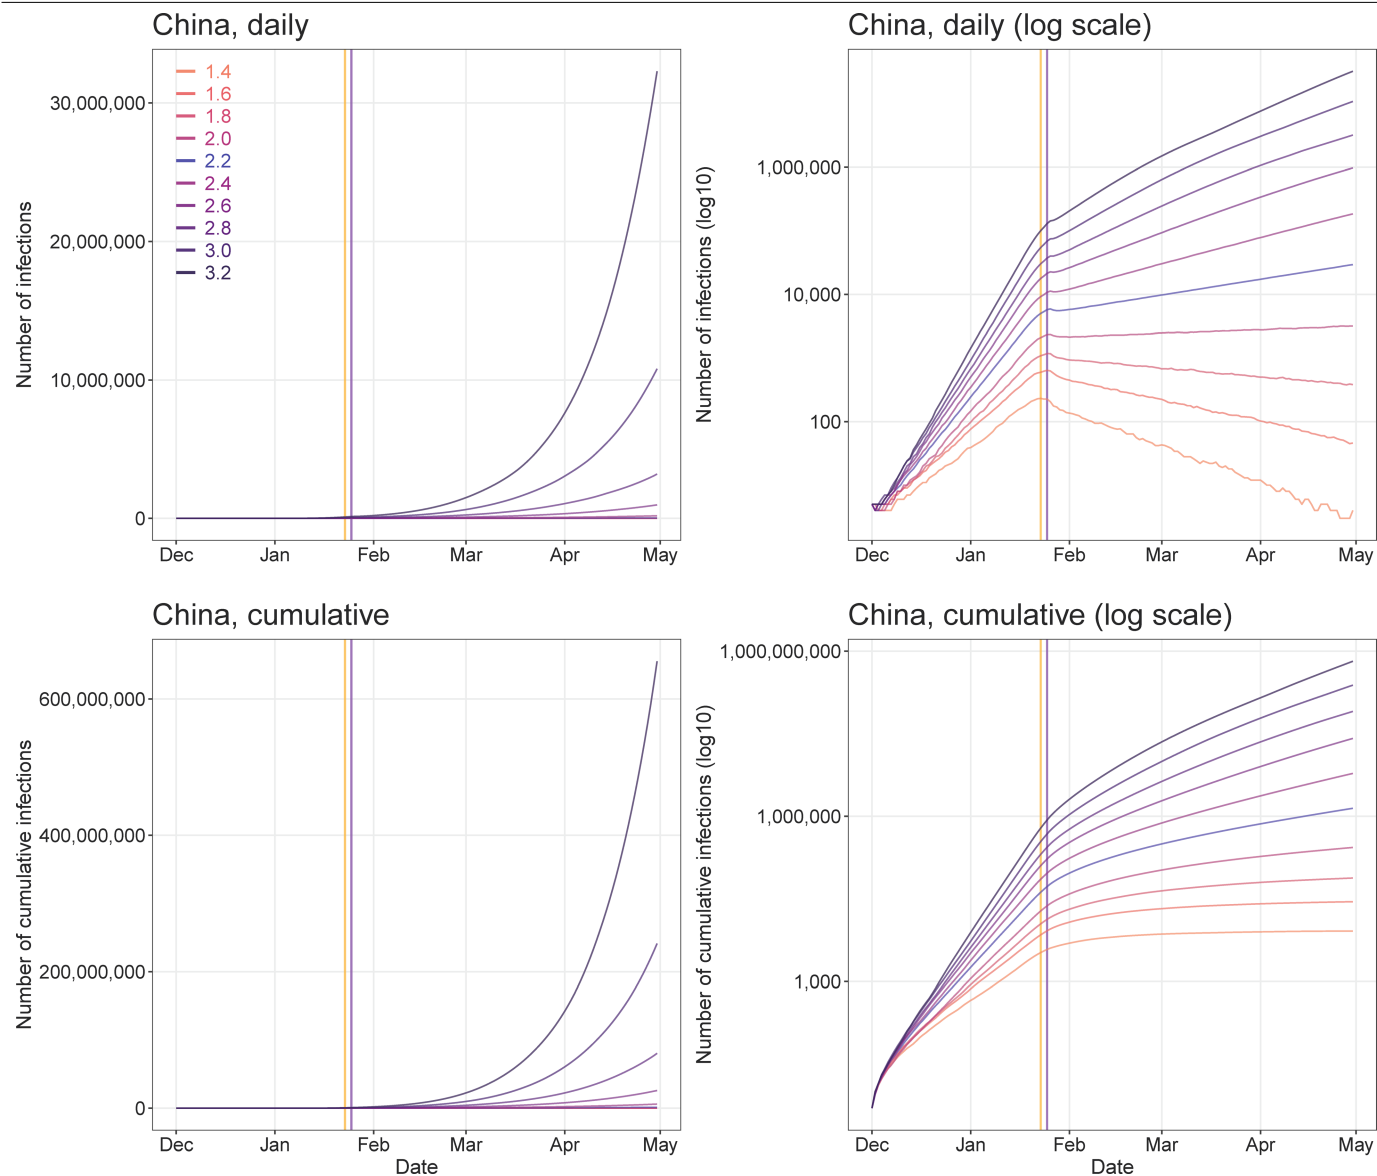 China, daily
Number of infections
30,000,000
20,000,000
10,000,000
0
1.4
1.6
1.8
2.0
2.2
2.4
2.6
2.8
3.0
3.2
Dec Jan Feb Mar Apr May
China, daily (log scale)
Number of infections (log10)
1,000,000
10,000
100
Dec Jan Feb Mar Apr May
China, cumulative
Number of cumulative infections
600,000,000
400,000,000
200,000,000
0
Dec Jan Feb Mar Apr May
Date
China, cumulative (log scale)
Number of cumulative infections (log10)
1,000,000,000
1,000,000
1,000
Dec Jan Feb Mar Apr May
Date